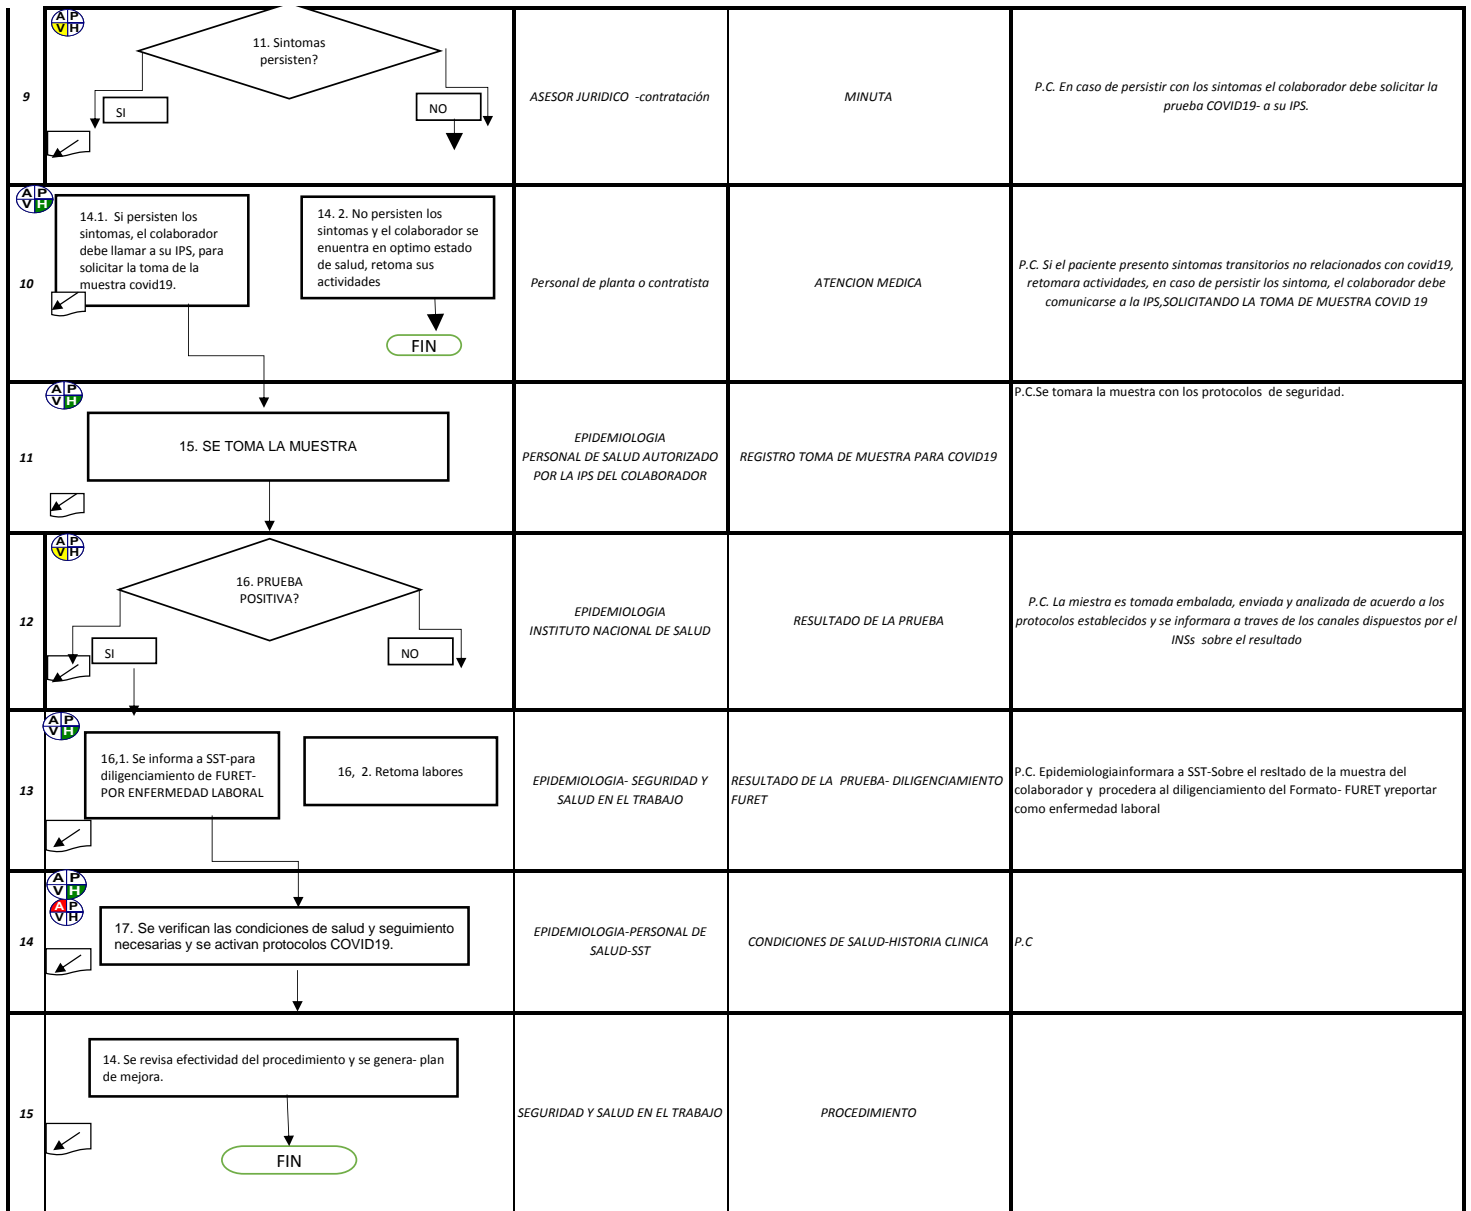 A P
V H
11. Sintomas
persisten?
SI
NO
9
ASESOR JURIDICO -contratación
MINUTA
P.C. En caso de persistir con los sintomas el colaborador debe solicitar la
prueba COVID19- a su IPS.
A P
V H
14.1. Si persisten los
sintomas, el colaborador
debe llamar a su IPS, para
solicitar la toma de la
muestra covid19.
14. 2. No persisten los
sintomas y el colaborador se
enuentra en optimo estado
de salud, retoma sus
actividades
FIN
10
Personal de planta o contratista
ATENCION MEDICA
P.C. Si el paciente presento sintomas transitorios no relacionados con covid19,
retomara actividades, en caso de persistir los sintoma, el colaborador debe
comunicarse a la IPS,SOLICITANDO LA TOMA DE MUESTRA COVID 19
A P
V H
15. SE TOMA LA MUESTRA
11
EPIDEMIOLOGIA
PERSONAL DE SALUD AUTORIZADO
POR LA IPS DEL COLABORADOR
REGISTRO TOMA DE MUESTRA PARA COVID19
P.C.Se tomara la muestra con los protocolos de seguridad.
A P
V H
16. PRUEBA
POSITIVA?
SI
NO
12
EPIDEMIOLOGIA
INSTITUTO NACIONAL DE SALUD
RESULTADO DE LA PRUEBA
P.C. La miestra es tomada embalada, enviada y analizada de acuerdo a los
protocolos establecidos y se informara a traves de los canales dispuestos por el
INSs sobre el resultado
A P
V H
16,1. Se informa a SST-para
diligenciamiento de FURET-
POR ENFERMEDAD LABORAL
16, 2. Retoma labores
13
EPIDEMIOLOGIA- SEGURIDAD Y
SALUD EN EL TRABAJO
RESULTADO DE LA PRUEBA- DILIGENCIAMIENTO
FURET
P.C. Epidemiologiainformara a SST-Sobre el resltado de la muestra del
colaborador y procedera al diligenciamiento del Formato- FURET yreportar
como enfermedad laboral
A P
V H
A P
V H
17. Se verifican las condiciones de salud y seguimiento
necesarias y se activan protocolos COVID19.
14
EPIDEMIOLOGIA-PERSONAL DE
SALUD-SST
CONDICIONES DE SALUD-HISTORIA CLINICA
P.C
14. Se revisa efectividad del procedimiento y se genera- plan
de mejora.
FIN
15
SEGURIDAD Y SALUD EN EL TRABAJO
PROCEDIMIENTO